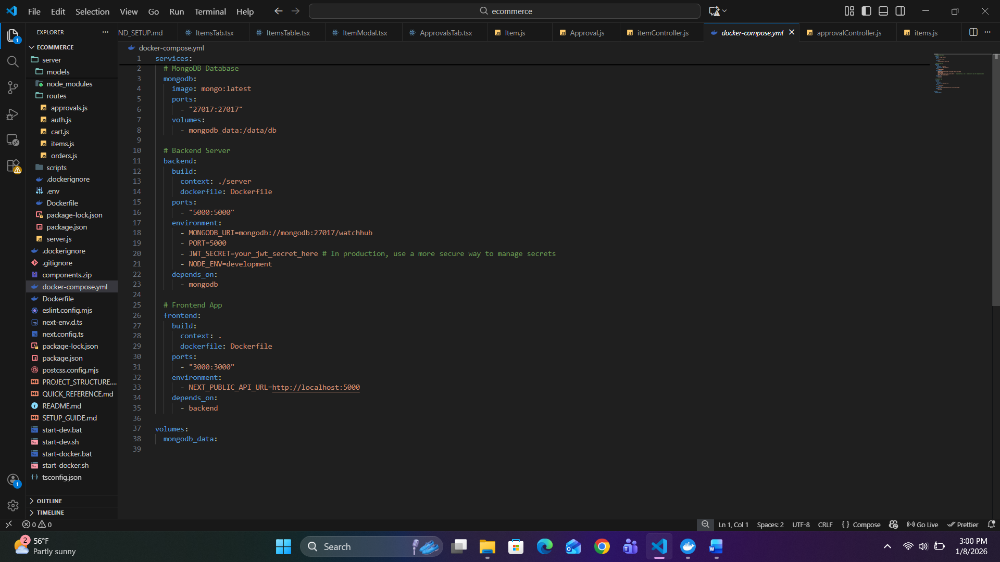 File Edit Selection View Go Run Terminal Help
ecommerce
EXPLORER
ND_SETUP.md ItemsTab.tsx ItemsTable.tsx ItemModal.tsx ApprovalsTab.tsx Item.js Approval.js itemController.js docker-compose.yml approvalController.js items.js
ECOMMERCE
server
models
node_modules
routes
approvals.js
auth.js
cart.js
items.js
orders.js
scripts
.dockerignore
.env
Dockerfile
package-lock.json
package.json
server.js
.dockerignore
.gitignore
components.zip
docker-compose.yml
Dockerfile
eslint.config.mjs
next-env.d.ts
next.config.ts
package-lock.json
package.json
postcss.config.mjs
PROJECT_STRUCTURE....
QUICK_REFERENCE.md
README.md
SETUP_GUIDE.md
start-dev.bat
start-dev.sh
start-docker.bat
start-docker.sh
tsconfig.json
OUTLINE
TIMELINE
1
1
docker-compose.yml
1 services:
2 # MongoDB Database
3 mongodb:
4 image: mongo:latest
5 ports:
6 - "27017:27017"
7 volumes:
8 - mongodb_data:/data/db
9
10 # Backend Server
11 backend:
12 build:
13 context: ./server
14 dockerfile: Dockerfile
15 ports:
16 - "5000:5000"
17 environment:
18 - MONGODB_URI=mongodb://mongodb:27017/watchhub
19 - PORT=5000
20 - JWT_SECRET=your_jwt_secret_here # In production, use a more secure way to manage secrets
21 - NODE_ENV=development
22 depends_on:
23 - mongodb
24
25 # Frontend App
26 frontend:
27 build:
28 context: .
29 dockerfile: Dockerfile
30 ports:
31 - "3000:3000"
32 environment:
33 - NEXT_PUBLIC_API_URL=http://localhost:5000
34 depends_on:
35 - backend
36
37 volumes:
38 mongodb_data:
39
0 0
Ln 1, Col 1 Spaces: 2 UTF-8 CRLF { } Compose Go Live Prettier
2
56°F
Partly sunny
Search
3:00 PM
1/8/2026